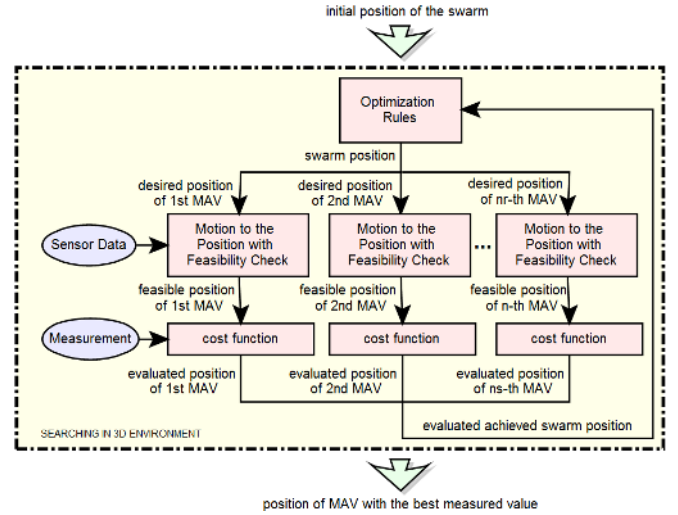 initial position of the swarm
Optimization
Rules
swarm position
desired position
of 1st MAV
desired position
of 2nd MAV
desired position
of nr-th MAV
Sensor Data
Motion to the
Position with
Feasibility Check
Motion to the
Position with
Feasibility Check
...
Motion to the
Position with
Feasibility Check
feasible position
of 1st MAV
feasible position
of 2nd MAV
feasible position
of n-th MAV
Measurement
cost function
cost function
cost function
evaluated position
of 1st MAV
evaluated position
of 2nd MAV
evaluated position
of ns-th MAV
evaluated achieved swarm position
SEARCHING IN 3D ENVIRONMENT
position of MAV with the best measured value